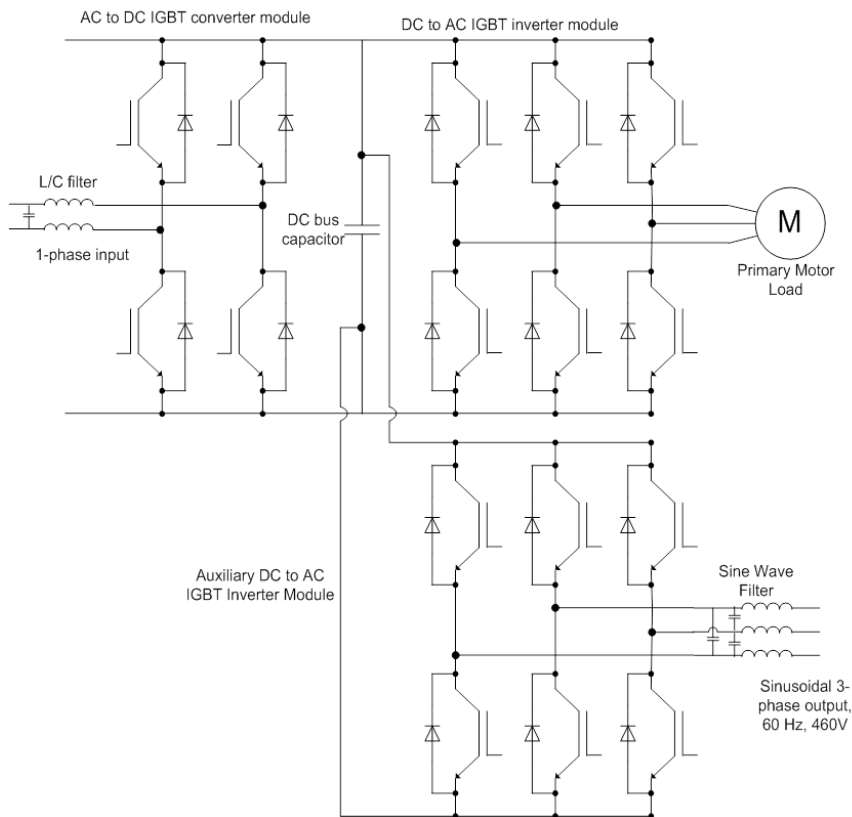 AC to DC IGBT converter module
DC to AC IGBT inverter module
L/C filter
1-phase input
DC bus
capacitor
M
Primary Motor
Load
Auxiliary DC to AC
IGBT Inverter Module
Sine Wave
Filter
Sinusoidal 3-
phase output,
60 Hz, 460V